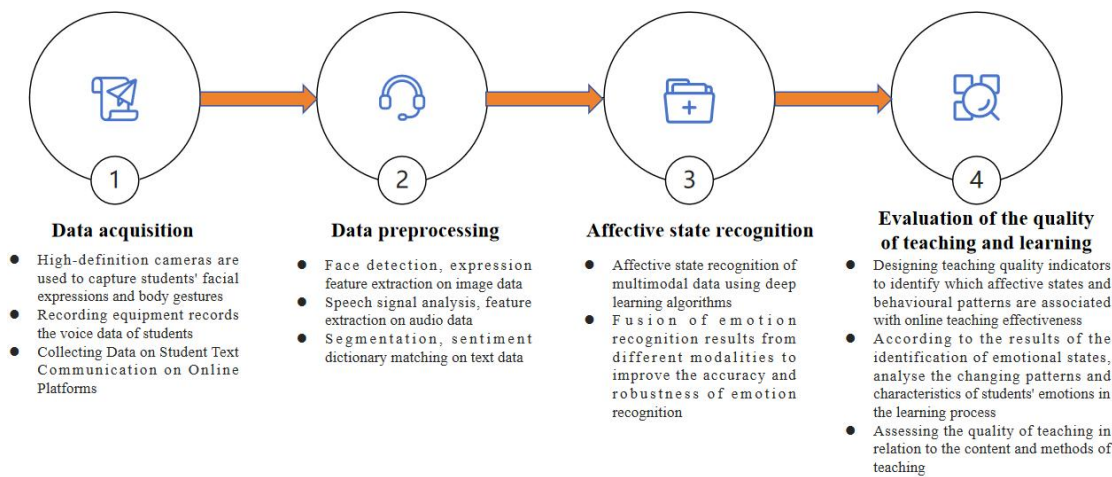 1
Data acquisition
● High-definition cameras are
used to capture students' facial
expressions and body gestures
● Recording equipment records
the voice data of students
● Collecting Data on Student Text
Communication on Online
Platforms
2
Data preprocessing
● Face detection, expression
feature extraction on image data
● Speech signal analysis, feature
extraction on audio data
● Segmentation, sentiment
dictionary matching on text data
3
Affective state recognition
● Affective state recognition of
multimodal data using deep
learning algorithms
● Fusion of emotion
recognition results from
different modalities to
improve the accuracy and
robustness of emotion
recognition
4
Evaluation of the quality
of teaching and learning
● Designing teaching quality indicators
to identify which affective states and
behavioural patterns are associated
with online teaching effectiveness
● According to the results of the
identification of emotional states,
analyse the changing patterns and
characteristics of students' emotions in
the learning process
● Assessing the quality of teaching in
relation to the content and methods of
teaching